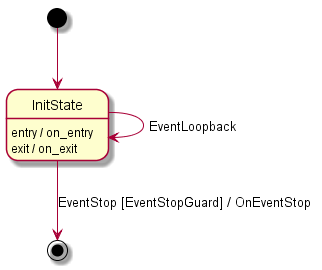 InitState
entry / on_entry
exit / on_exit
EventLoopback
EventStop [EventStopGuard] / OnEventStop